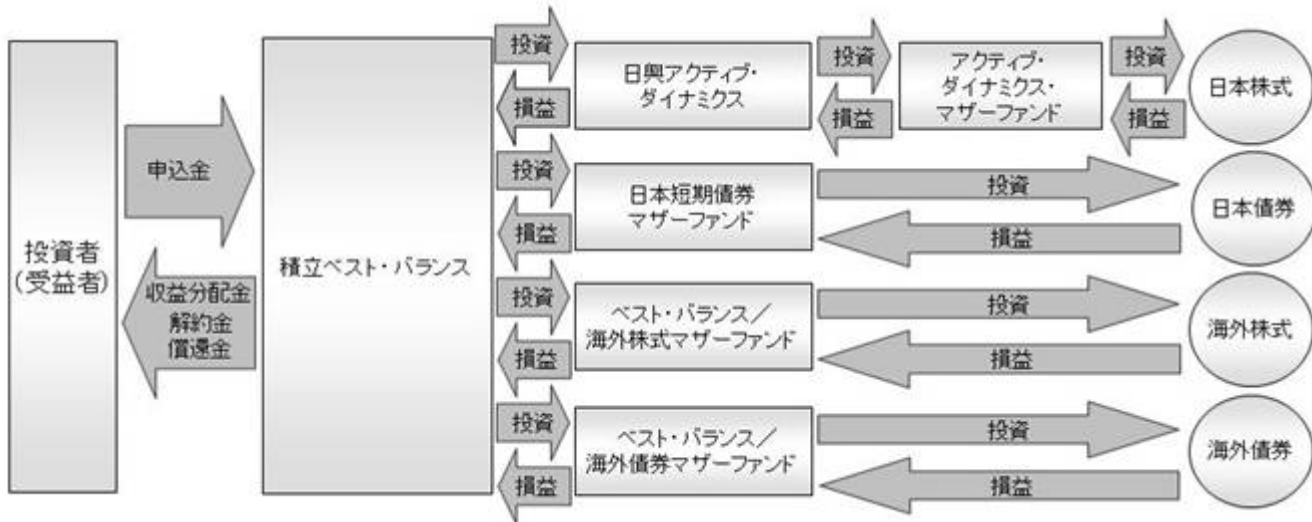 投資者
(受益者)
申込金
収益分配金
解約金
償還金
積立ベスト・バランス
投資
損益
日興アクティブ・
ダイナミクス
投資
損益
アクティブ・
ダイナミクス・
マザーファンド
投資
損益
日本株式
投資
損益
日本短期債券
マザーファンド
投資
損益
日本債券
投資
損益
ベスト・バランス/
海外株式マザーファンド
投資
損益
海外株式
投資
損益
ベスト・バランス/
海外債券マザーファンド
投資
損益
海外債券